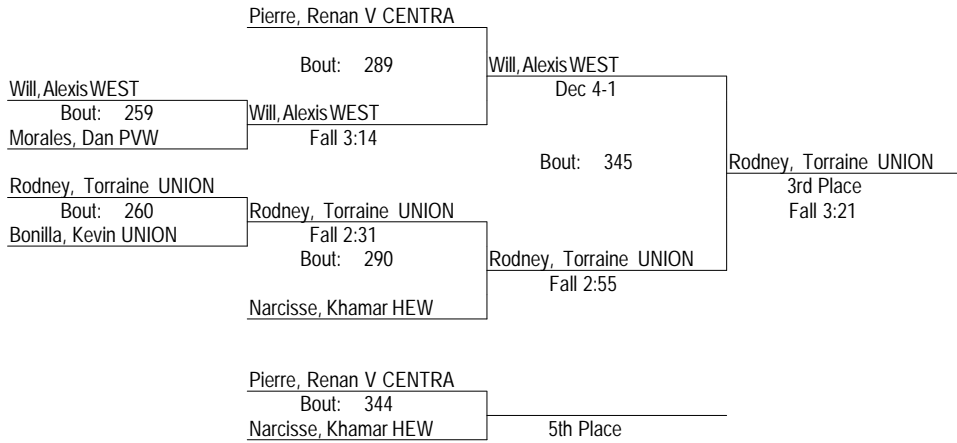 Pierre, Renan V CENTRA
Bout: 289
Will, Alexis WEST
Dec 4-1
Will, Alexis WEST
Bout: 259
Morales, Dan PVW
Will, Alexis WEST
Fall 3:14
Bout: 345
Rodney, Torraine UNION
3rd Place
Fall 3:21
Rodney, Torraine UNION
Bout: 260
Bonilla, Kevin UNION
Rodney, Torraine UNION
Fall 2:31
Bout: 290
Rodney, Torraine UNION
Fall 2:55
Narcisse, Khamar HEW
Pierre, Renan V CENTRA
Bout: 344
Narcisse, Khamar HEW
5th Place